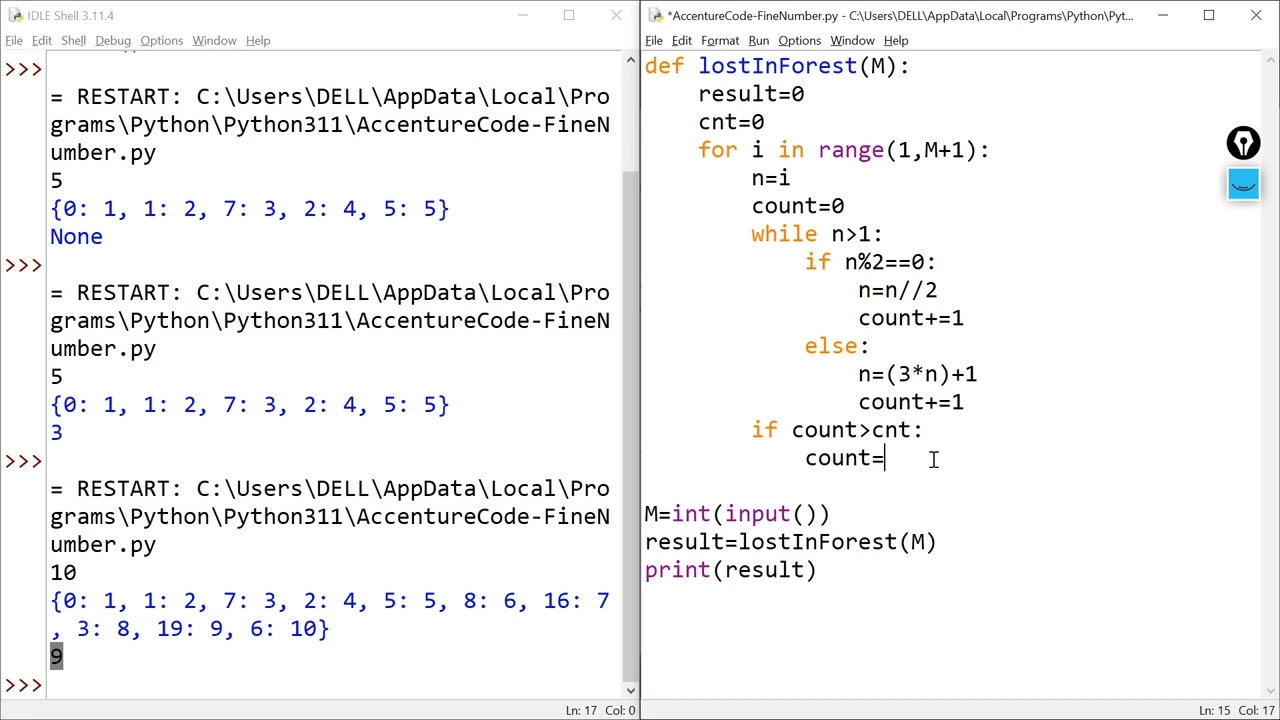 IDLE Shell 3.11.4
File Edit Shell Debug Options Window Help
>>>
= RESTART: C:\Users\DELL\AppData\Local\Pro
grams\Python\Python311\AccentureCode-FineN
umber.py
5
{0: 1, 1: 2, 7: 3, 2: 4, 5: 5}
None
>>>
= RESTART: C:\Users\DELL\AppData\Local\Pro
grams\Python\Python311\AccentureCode-FineN
umber.py
5
{0: 1, 1: 2, 7: 3, 2: 4, 5: 5}
3
>>>
= RESTART: C:\Users\DELL\AppData\Local\Pro
grams\Python\Python311\AccentureCode-FineN
umber.py
10
{0: 1, 1: 2, 7: 3, 2: 4, 5: 5, 8: 6, 16: 7
, 3: 8, 19: 9, 6: 10}
9
>>>
Ln: 17 Col: 0
*AccentureCode-FineNumber.py - C:\Users\DELL\AppData\Local\Programs\Python\Pyt...
File Edit Format Run Options Window Help
def lostInForest(M):
    result=0
    cnt=0
    for i in range(1,M+1):
        n=i
        count=0
        while n>1:
            if n%2==0:
                n=n//2
                count+=1
            else:
                n=(3*n)+1
                count+=1
        if count>cnt:
            count=
M=int(input())
result=lostInForest(M)
print(result)
Ln: 15 Col: 17